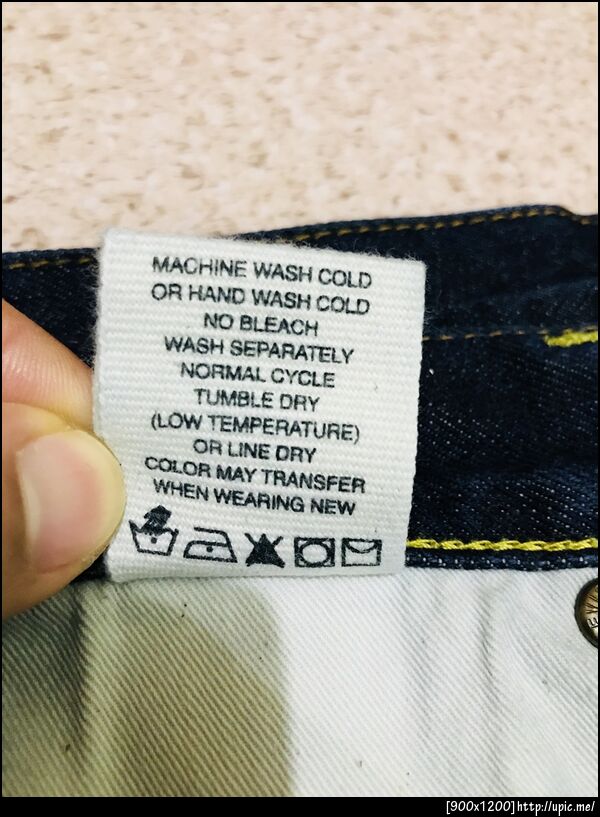 MACHINE WASH COLD
OR HAND WASH COLD
NO BLEACH
WASH SEPARATELY
NORMAL CYCLE
TUMBLE DRY
(LOW TEMPERATURE)
OR LINE DRY
COLOR MAY TRANSFER
WHEN WEARING NEW
[900x1200]http://upic.me/